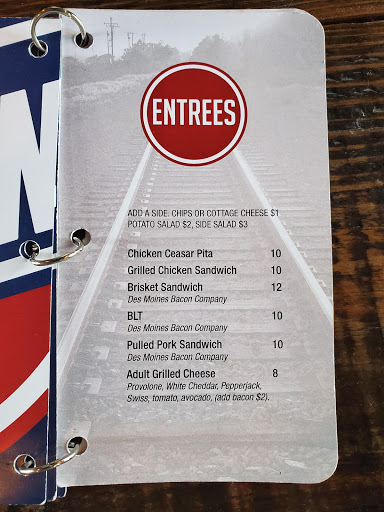 ENTREES
ADD A SIDE: CHIPS OR COTTAGE CHEESE $1
POTATO SALAD $2, SIDE SALAD $3
Chicken Ceasar Pita 10
Grilled Chicken Sandwich 10
Brisket Sandwich 12
Des Moines Bacon Company
BLT 10
Des Moines Bacon Company
Pulled Pork Sandwich 10
Des Moines Bacon Company
Adult Grilled Cheese 8
Provolone, White Cheddar, Pepperjack,
Swiss, tomato, avocado, (add bacon $2).